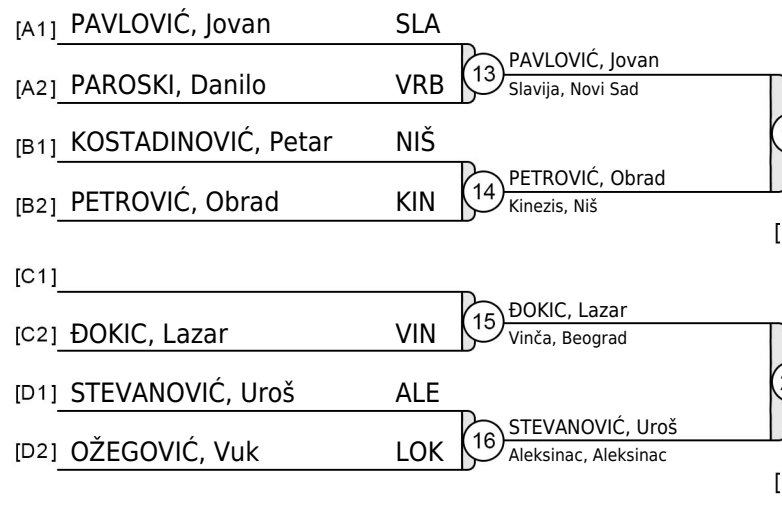 [A1] PAVLOVIĆ, Jovan SLA
13 PAVLOVIĆ, Jovan
[A2] PAROSKI, Danilo VRB
Slavija, Novi Sad
[B1] KOSTADINOVIĆ, Petar NIŠ
14 PETROVIĆ, Obrad
[B2] PETROVIĆ, Obrad KIN
Kinezis, Niš
[
[C1]
15 ĐOKIC, Lazar
[C2] ĐOKIC, Lazar VIN
Vinča, Beograd
[D1] STEVANOVIĆ, Uroš ALE
16 STEVANOVIĆ, Uroš
[D2] OŽEGOVIĆ, Vuk LOK
Aleksinac, Aleksinac
[